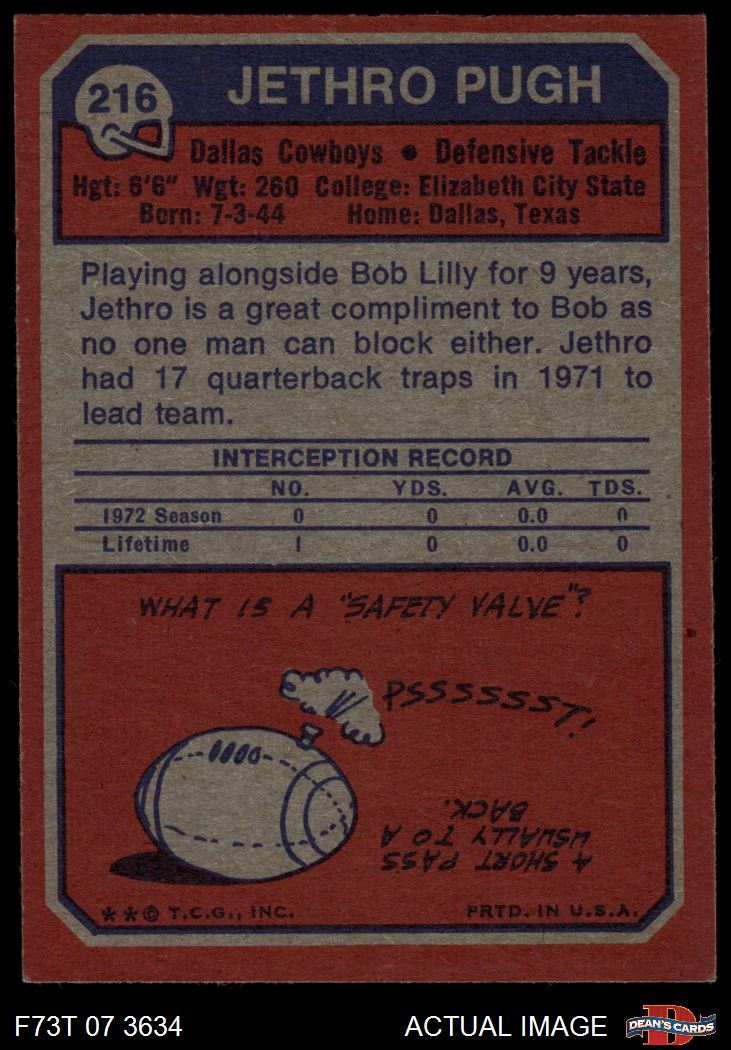 216
JETHRO PUGH
Dallas Cowboys • Defensive Tackle
Hgt: 6'6" Wgt: 260 College: Elizabeth City State
Born: 7-3-44 Home: Dallas, Texas
Playing alongside Bob Lilly for 9 years,
Jethro is a great compliment to Bob as
no one man can block either. Jethro
had 17 quarterback traps in 1971 to
lead team.
INTERCEPTION RECORD
NO. YDS. AVG. TDS.
1972 Season 0 0 0.0 0
Lifetime 1 0 0.0 0
WHAT IS A "SAFETY VALVE"?
PSSSSSSST!
A SHORT PASS
USUALLY TO A
BACK.
**© T.C.G., INC. PRTD. IN U.S.A.
F73T 07 3634 ACTUAL IMAGE
D
DEAN'S CARDS